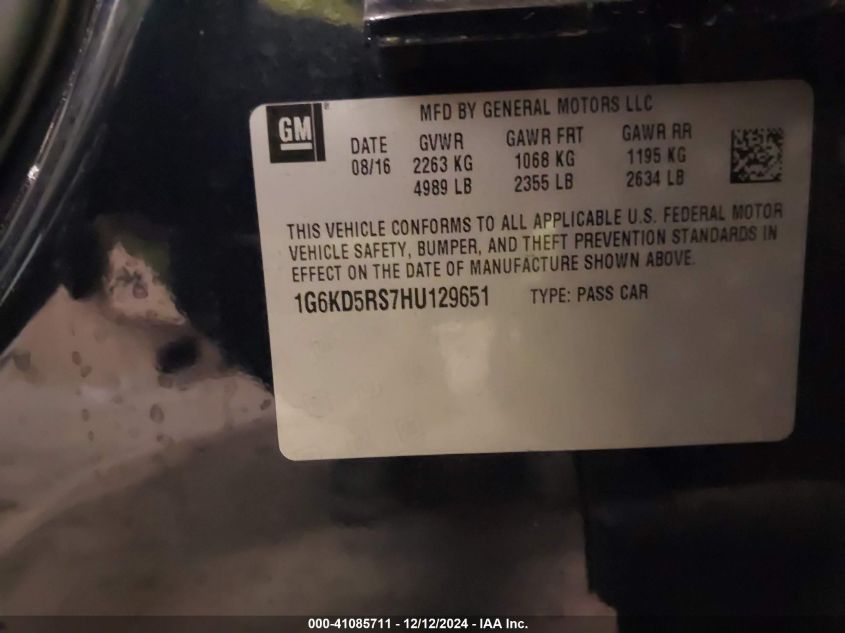 GM
MFD BY GENERAL MOTORS LLC
DATE GVWR GAWR FRT GAWR RR
08/16 2263 KG 1068 KG 1195 KG
4989 LB 2355 LB 2634 LB
THIS VEHICLE CONFORMS TO ALL APPLICABLE U.S. FEDERAL MOTOR
VEHICLE SAFETY, BUMPER, AND THEFT PREVENTION STANDARDS IN
EFFECT ON THE DATE OF MANUFACTURE SHOWN ABOVE.
1G6KD5RS7HU129651 TYPE: PASS CAR
000-41085711 - 12/12/2024 - IAA Inc.